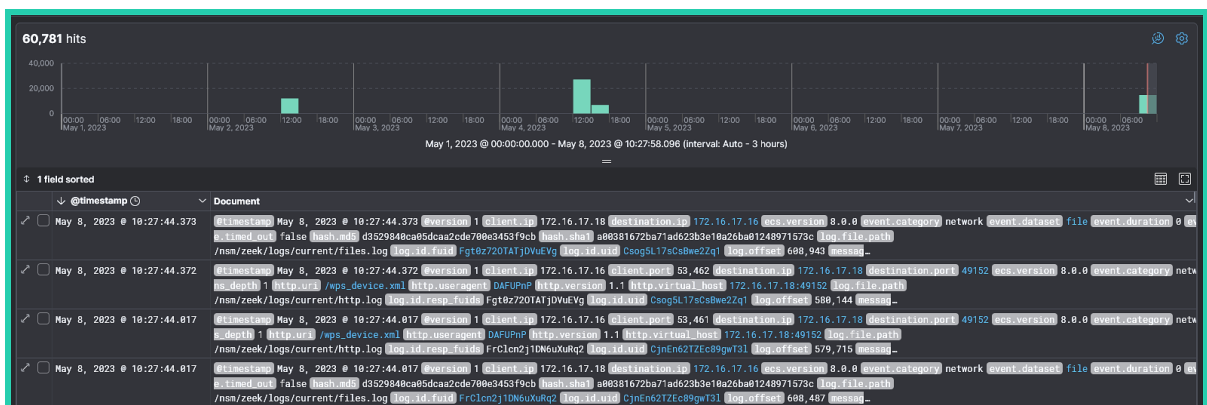 60,781 hits
40,000
20,000
0
00:00 06:00 12:00 18:00 00:00 06:00 12:00 18:00 00:00 06:00 12:00 18:00 00:00 06:00 12:00 18:00 00:00 06:00 12:00 18:00 00:00 06:00 12:00 18:00 00:00 06:00 12:00 18:00 00:00 06:00
May 1, 2023 May 2, 2023 May 3, 2023 May 4, 2023 May 5, 2023 May 6, 2023 May 7, 2023 May 8, 2023
May 1, 2023 @ 00:00:00.000 - May 8, 2023 @ 10:27:58.096 (interval: Auto - 3 hours)
1 field sorted
@timestamp Document
May 8, 2023 @ 10:27:44.373 @timestamp May 8, 2023 @ 10:27:44.373 @version 1 client.ip 172.16.17.18 destination.ip 172.16.17.16 ecs.version 8.0.0 event.category network event.dataset file event.duration 0 ev
e.timed_out false hash.md5 d3529840ca05dcaa2cde700e3453f9cb hash.sha1 a00381672ba71ad623b3e10a26ba01248971573c log.file.path
/nsm/zeek/logs/current/files.log log.id.fuid Fgt0z72OTATjDVuEVg log.id.uid Csog5L17sCsBwe2Zq1 log.offset 608,943 messag…
May 8, 2023 @ 10:27:44.372 @timestamp May 8, 2023 @ 10:27:44.372 @version 1 client.ip 172.16.17.16 client.port 53,462 destination.ip 172.16.17.18 destination.port 49152 ecs.version 8.0.0 event.category netw
ns_depth 1 http.uri /wps_device.xml http.useragent DAFUPnP http.version 1.1 http.virtual_host 172.16.17.18:49152 log.file.path
/nsm/zeek/logs/current/http.log log.id.resp_fuids Fgt0z72OTATjDVuEVg log.id.uid Csog5L17sCsBwe2Zq1 log.offset 580,144 messag…
May 8, 2023 @ 10:27:44.017 @timestamp May 8, 2023 @ 10:27:44.017 @version 1 client.ip 172.16.17.16 client.port 53,461 destination.ip 172.16.17.18 destination.port 49152 ecs.version 8.0.0 event.category netw
s_depth 1 http.uri /wps_device.xml http.useragent DAFUPnP http.version 1.1 http.virtual_host 172.16.17.18:49152 log.file.path
/nsm/zeek/logs/current/http.log log.id.resp_fuids FrClcn2j1DN6uXuRq2 log.id.uid CjnEn62TZEc89gwT3l log.offset 579,715 messag…
May 8, 2023 @ 10:27:44.017 @timestamp May 8, 2023 @ 10:27:44.017 @version 1 client.ip 172.16.17.18 destination.ip 172.16.17.16 ecs.version 8.0.0 event.category network event.dataset file event.duration 0 ev
e.timed_out false hash.md5 d3529840ca05dcaa2cde700e3453f9cb hash.sha1 a00381672ba71ad623b3e10a26ba01248971573c log.file.path
/nsm/zeek/logs/current/files.log log.id.fuid FrClcn2j1DN6uXuRq2 log.id.uid CjnEn62TZEc89gwT3l log.offset 608,487 messag…